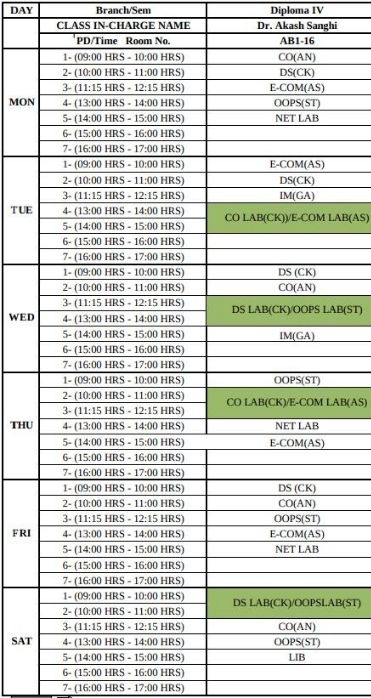 DAY Branch/Sem Diploma IV
CLASS IN-CHARGE NAME Dr. Akash Sanghi
PD/Time Room No. AB1-16
MON
1- (09:00 HRS - 10:00 HRS) CO(AN)
2- (10:00 HRS - 11:00 HRS) DS(CK)
3- (11:15 HRS - 12:15 HRS) E-COM(AS)
4- (13:00 HRS - 14:00 HRS) OOPS(ST)
5- (14:00 HRS - 15:00 HRS) NET LAB
6- (15:00 HRS - 16:00 HRS)
7- (16:00 HRS - 17:00 HRS)
TUE
1- (09:00 HRS - 10:00 HRS) E-COM(AS)
2- (10:00 HRS - 11:00 HRS) DS(CK)
3- (11:15 HRS - 12:15 HRS) IM(GA)
4- (13:00 HRS - 14:00 HRS) CO LAB(CK))/E-COM LAB(AS)
5- (14:00 HRS - 15:00 HRS)
6- (15:00 HRS - 16:00 HRS)
7- (16:00 HRS - 17:00 HRS)
WED
1- (09:00 HRS - 10:00 HRS) DS (CK)
2- (10:00 HRS - 11:00 HRS) CO(AN)
3- (11:15 HRS - 12:15 HRS) DS LAB(CK)/OOPS LAB(ST)
4- (13:00 HRS - 14:00 HRS)
5- (14:00 HRS - 15:00 HRS) IM(GA)
6- (15:00 HRS - 16:00 HRS)
7- (16:00 HRS - 17:00 HRS)
THU
1- (09:00 HRS - 10:00 HRS) OOPS(ST)
2- (10:00 HRS - 11:00 HRS) CO LAB(CK)/E-COM LAB(AS)
3- (11:15 HRS - 12:15 HRS)
4- (13:00 HRS - 14:00 HRS) NET LAB
5- (14:00 HRS - 15:00 HRS) E-COM(AS)
6- (15:00 HRS - 16:00 HRS)
7- (16:00 HRS - 17:00 HRS)
FRI
1- (09:00 HRS - 10:00 HRS) DS (CK)
2- (10:00 HRS - 11:00 HRS) CO(AN)
3- (11:15 HRS - 12:15 HRS) OOPS(ST)
4- (13:00 HRS - 14:00 HRS) E-COM(AS)
5- (14:00 HRS - 15:00 HRS) NET LAB
6- (15:00 HRS - 16:00 HRS)
7- (16:00 HRS - 17:00 HRS)
SAT
1- (09:00 HRS - 10:00 HRS) DS LAB(CK)/OOPSLAB(ST)
2- (10:00 HRS - 11:00 HRS)
3- (11:15 HRS - 12:15 HRS) CO(AN)
4- (13:00 HRS - 14:00 HRS) OOPS(ST)
5- (14:00 HRS - 15:00 HRS) LIB
6- (15:00 HRS - 16:00 HRS)
7- (16:00 HRS - 17:00 HRS)